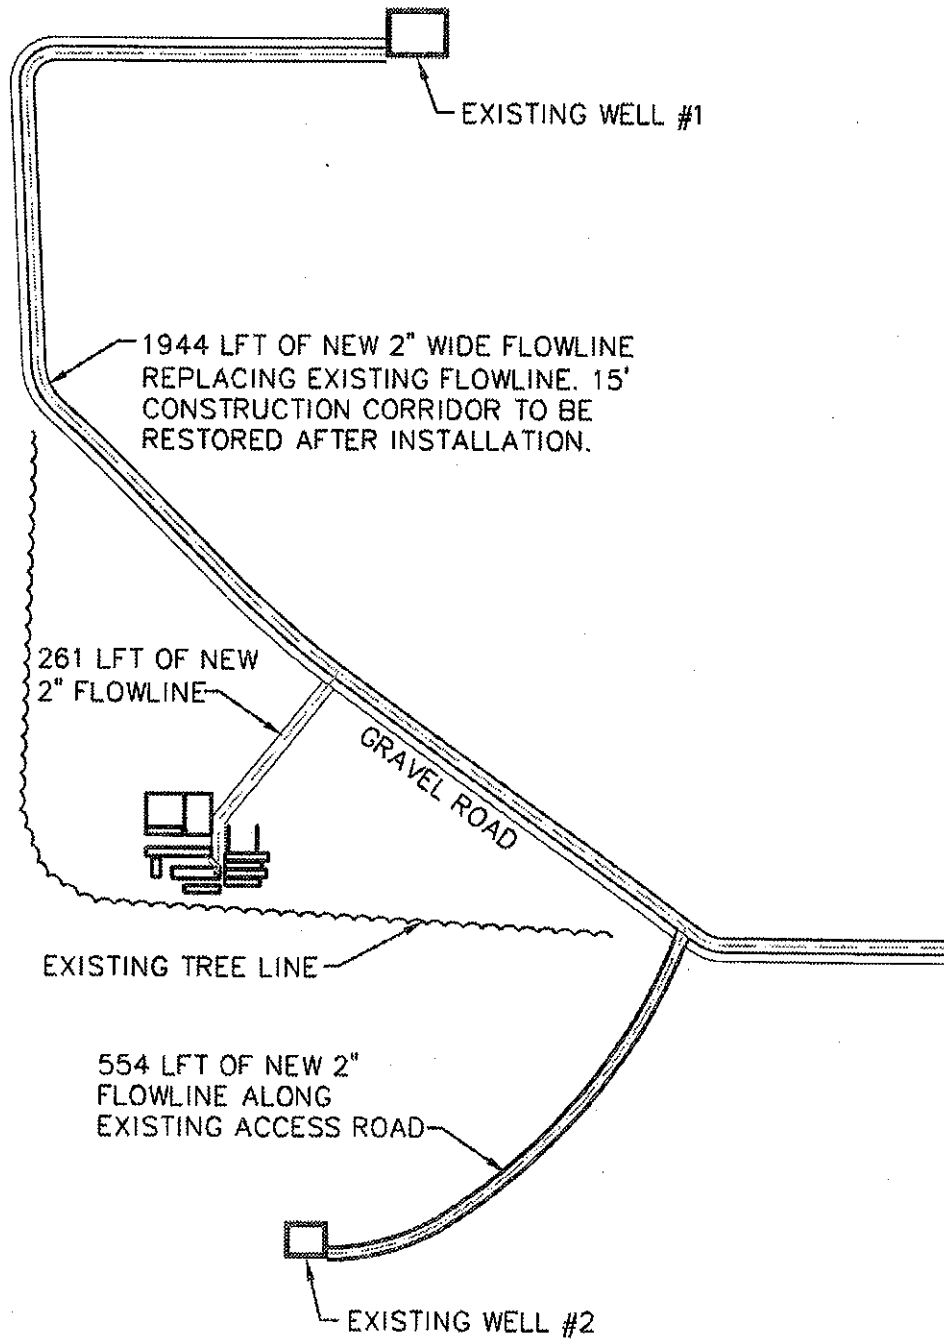 EXISTING WELL #1
1944 LFT OF NEW 2" WIDE FLOWLINE
REPLACING EXISTING FLOWLINE. 15'
CONSTRUCTION CORRIDOR TO BE
RESTORED AFTER INSTALLATION.
261 LFT OF NEW
2" FLOWLINE
GRAVEL ROAD
EXISTING TREE LINE
554 LFT OF NEW 2"
FLOWLINE ALONG
EXISTING ACCESS ROAD
EXISTING WELL #2